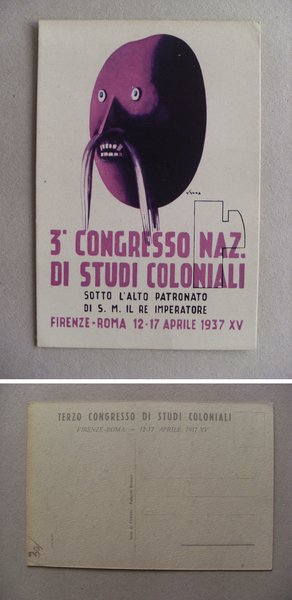 3° CONGRESSO NAZ.
DI STUDI COLONIALI
SOTTO L'ALTO PATRONATO
DI S. M. IL RE IMPERATORE
FIRENZE-ROMA 12-17 APRILE 1937 XV
TERZO CONGRESSO DI STUDI COLONIALI
FIRENZE-ROMA - 12-17 APRILE 1937 XV